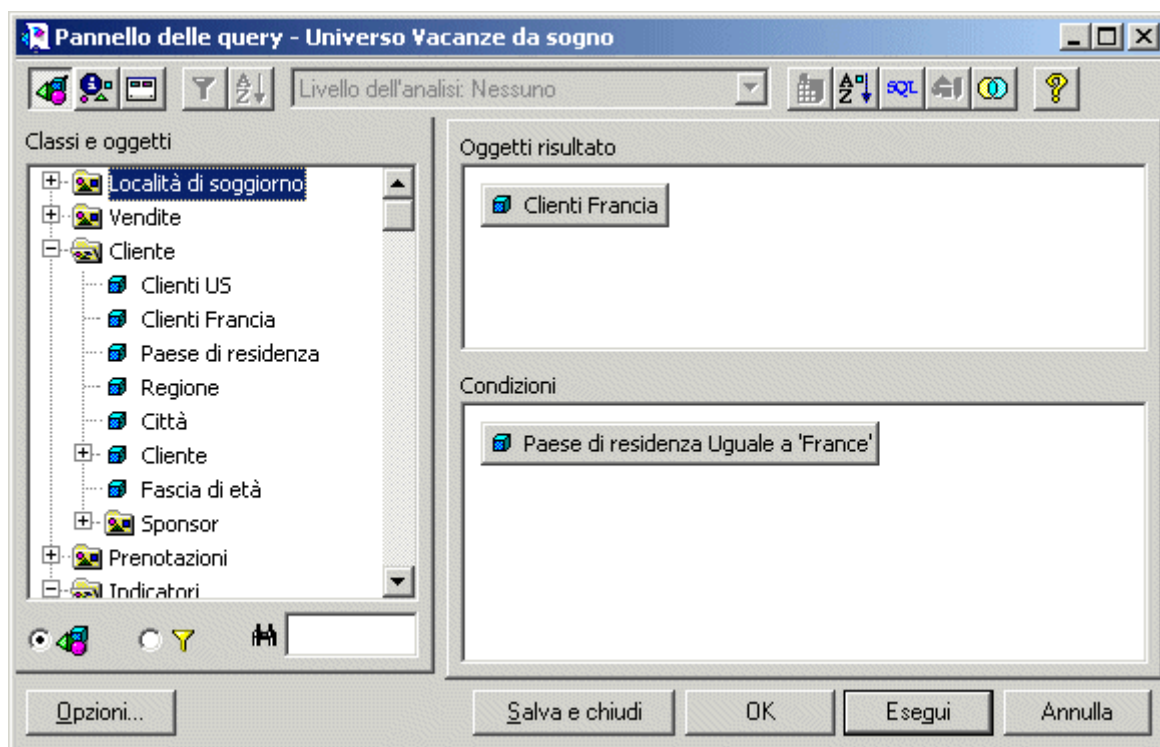 Pannello delle query - Universo Vacanze da sogno
Livello dell'analisi: Nessuno
SQL
Classi e oggetti
Località di soggiorno
Vendite
Cliente
Clienti US
Clienti Francia
Paese di residenza
Regione
Città
Cliente
Fascia di età
Sponsor
Prenotazioni
Indicatori
Oggetti risultato
Clienti Francia
Condizioni
Paese di residenza Uguale a 'France'
Opzioni...
Salva e chiudi
OK
Esegui
Annulla